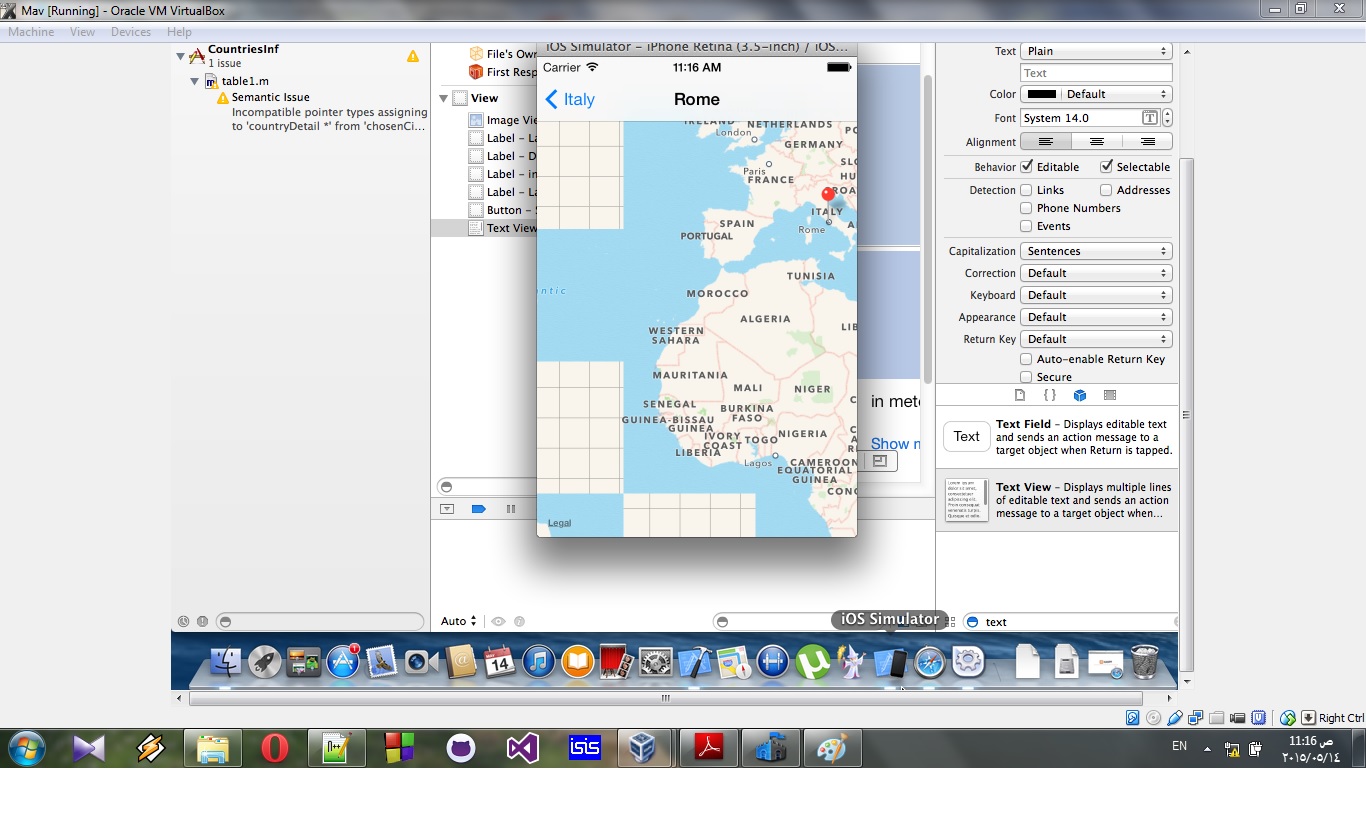 Mav [Running] - Oracle VM VirtualBox
Machine View Devices Help
CountriesInf
1 issue
table1.m
Semantic Issue
Incompatible pointer types assigning
to 'countryDetail *' from 'chosenCi...
File's Own
First Resp
View
Image Vie
Label – La
Label – D
Label – in
Label – La
Button – S
Text View
iOS Simulator – iPhone Retina (3.5-inch) / iOS...
Carrier 11:16 AM
Italy Rome
IRELAND
NETHERLANDS
London
GERMANY
Paris
FRANCE
ITALY
Rome
SPAIN
PORTUGAL
TUNISIA
MOROCCO
ALGERIA
WESTERN
SAHARA
MAURITANIA
MALI
NIGER
SENEGAL
BURKINA
FASO
GUINEA-BISSAU
GUINEA
IVORY
COAST
TOGO
NIGERIA
LIBERIA
Lagos
CAMEROON
EQUATORIAL
GUINEA
Legal
in mete
Show m
Text Plain
Text
Color Default
Font System 14.0
Alignment
Behavior Editable Selectable
Detection Links Addresses
Phone Numbers
Events
Capitalization Sentences
Correction Default
Keyboard Default
Appearance Default
Return Key Default
Auto-enable Return Key
Secure
Text
Text Field – Displays editable text
and sends an action message to a
target object when Return is tapped.
Text View – Displays multiple lines
of editable text and sends an action
message to a target object when...
Auto
text
iOS Simulator
14
Right Ctrl
isis
EN
11:16 ص
٢٠١٥/٠٥/١٤